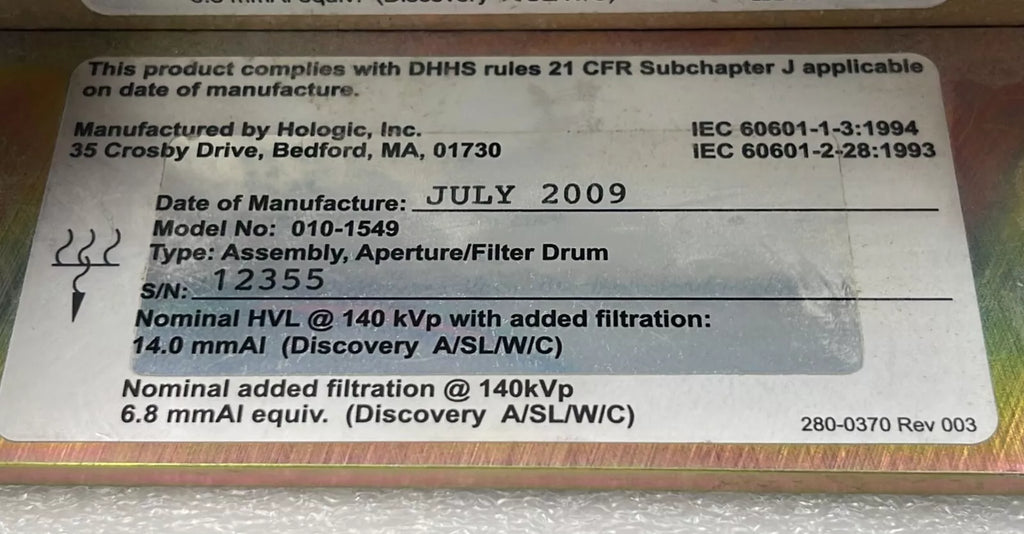 This product complies with DHHS rules 21 CFR Subchapter J applicable
on date of manufacture.
Manufactured by Hologic, Inc.
35 Crosby Drive, Bedford, MA, 01730
IEC 60601-1-3:1994
IEC 60601-2-28:1993
Date of Manufacture: JULY 2009
Model No: 010-1549
Type: Assembly, Aperture/Filter Drum
S/N: 12355
Nominal HVL @ 140 kVp with added filtration:
14.0 mmAl (Discovery A/SL/W/C)
Nominal added filtration @ 140kVp
6.8 mmAl equiv. (Discovery A/SL/W/C)
280-0370 Rev 003